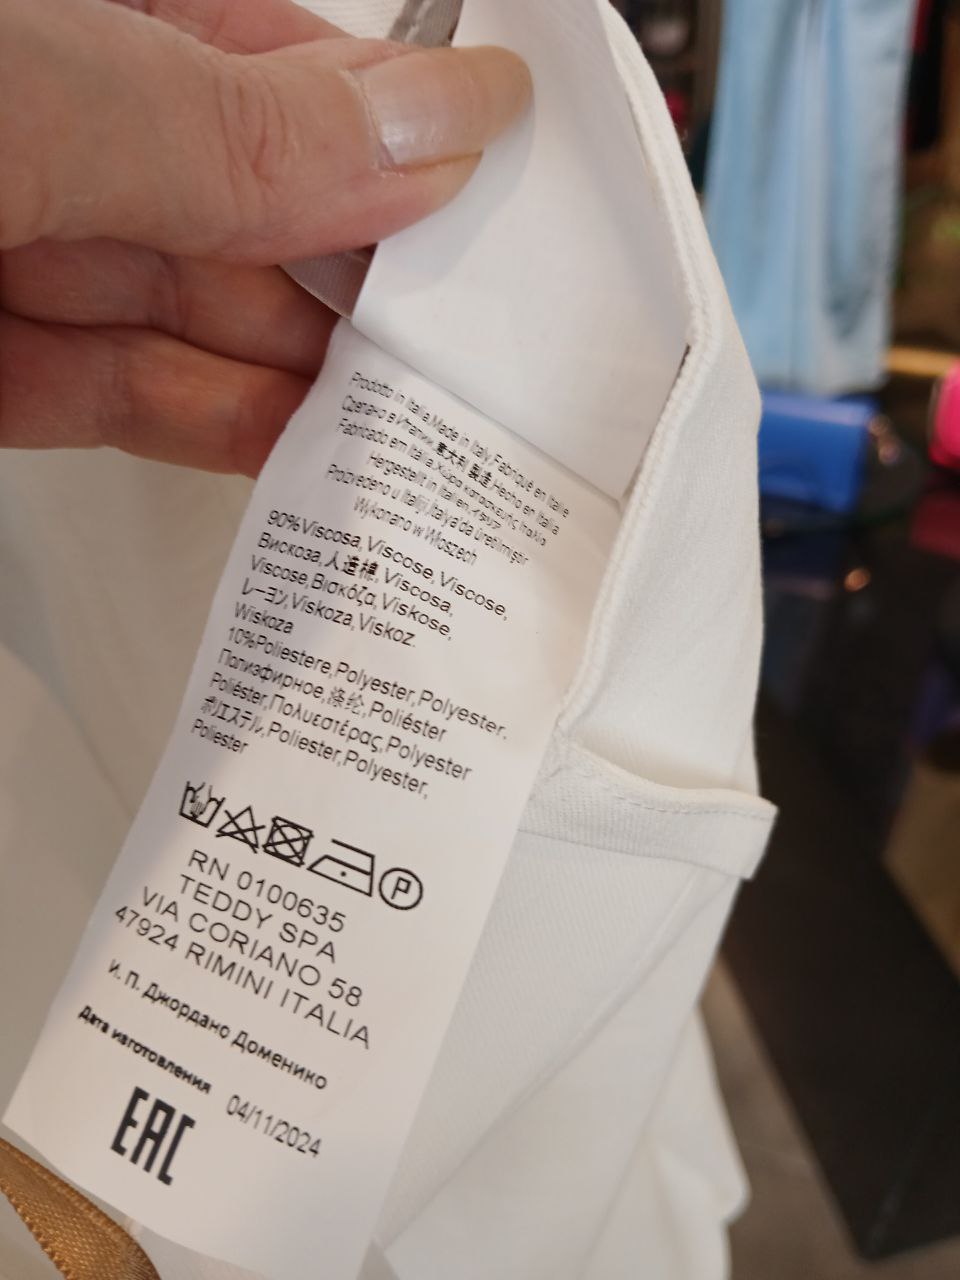 Prodotto in Italia,Made in Italy,Fabriqué en Italie
Сделано в Италии,意大利 製造,Hecho en Italia
Fabricado em Itália,Χώρα κατασκευής Ιταλία
Hergestellt in Italien,イタリア
Proizvedeno u Italiji,İtalya'da üretilmiştir
Wykonano w Włoszech
90%Viscosa,Viscose,Viscose,
Вискоза,人造棉,Viscosa,
Viscose,Βισκόζα,Viskose,
レーヨン,Viskoza,Viskoz.
Wiskoza
10%Poliestere,Polyester,Polyester.
Полиэфирное,涤纶,Poliéster
Poliéster,Πολυεστέρας,Polyester
ポリエステル,Poliester,Polyester,
Poliester
P
RN 0100635
TEDDY SPA
VIA CORIANO 58
47924 RIMINI ITALIA
И. П. Джордано Доменико
Дата изготовления 04/11/2024
EAC